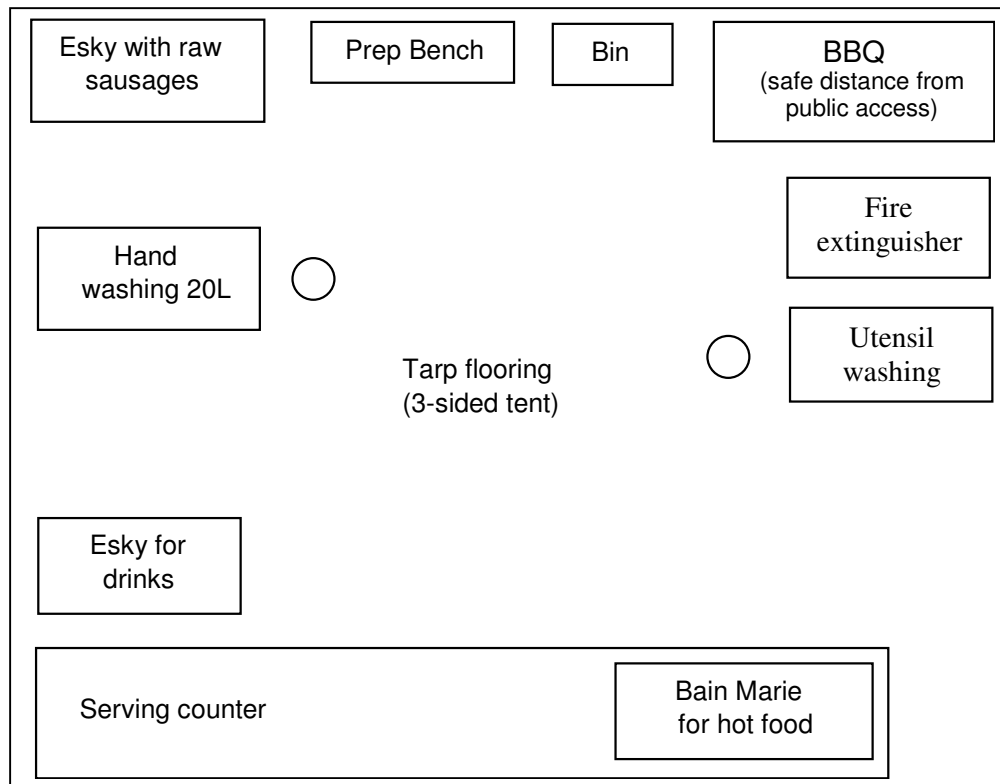 Esky with raw
sausages
Prep Bench
Bin
BBQ
(safe distance from
public access)
Fire
extinguisher
Hand
washing 20L
Utensil
washing
Tarp flooring
(3-sided tent)
Esky for
drinks
Serving counter
Bain Marie
for hot food